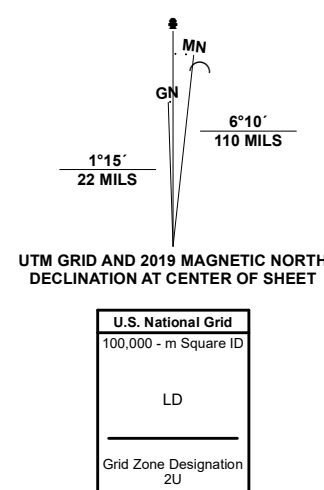 MN
GN
6°10´
110 MILS
1°15´
22 MILS
UTM GRID AND 2019 MAGNETIC NORTH
DECLINATION AT CENTER OF SHEET
U.S. National Grid
100,000 - m Square ID
LD
Grid Zone Designation
2U